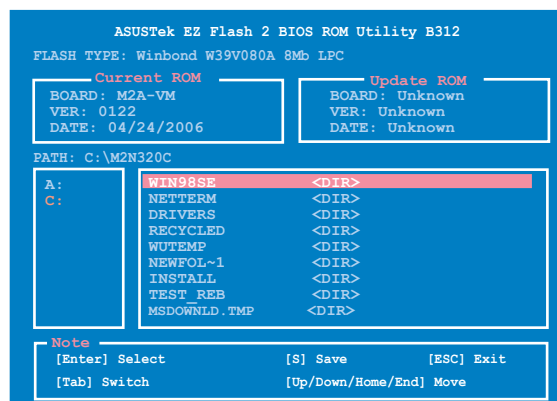 ASUSTek EZ Flash 2 BIOS ROM Utility B312
FLASH TYPE: Winbond W39V080A 8Mb LPC
Current ROM
BOARD: M2A-VM
VER: 0122
DATE: 04/24/2006
Update ROM
BOARD: Unknown
VER: Unknown
DATE: Unknown
PATH: C:\M2N320C
A:
C:
WIN98SE <DIR>
NETTERM <DIR>
DRIVERS <DIR>
RECYCLED <DIR>
WUTEMP <DIR>
NEWFOL~1 <DIR>
INSTALL <DIR>
TEST_REB <DIR>
MSDOWNLD.TMP <DIR>
Note
[Enter] Select [S] Save [ESC] Exit
[Tab] Switch [Up/Down/Home/End] Move